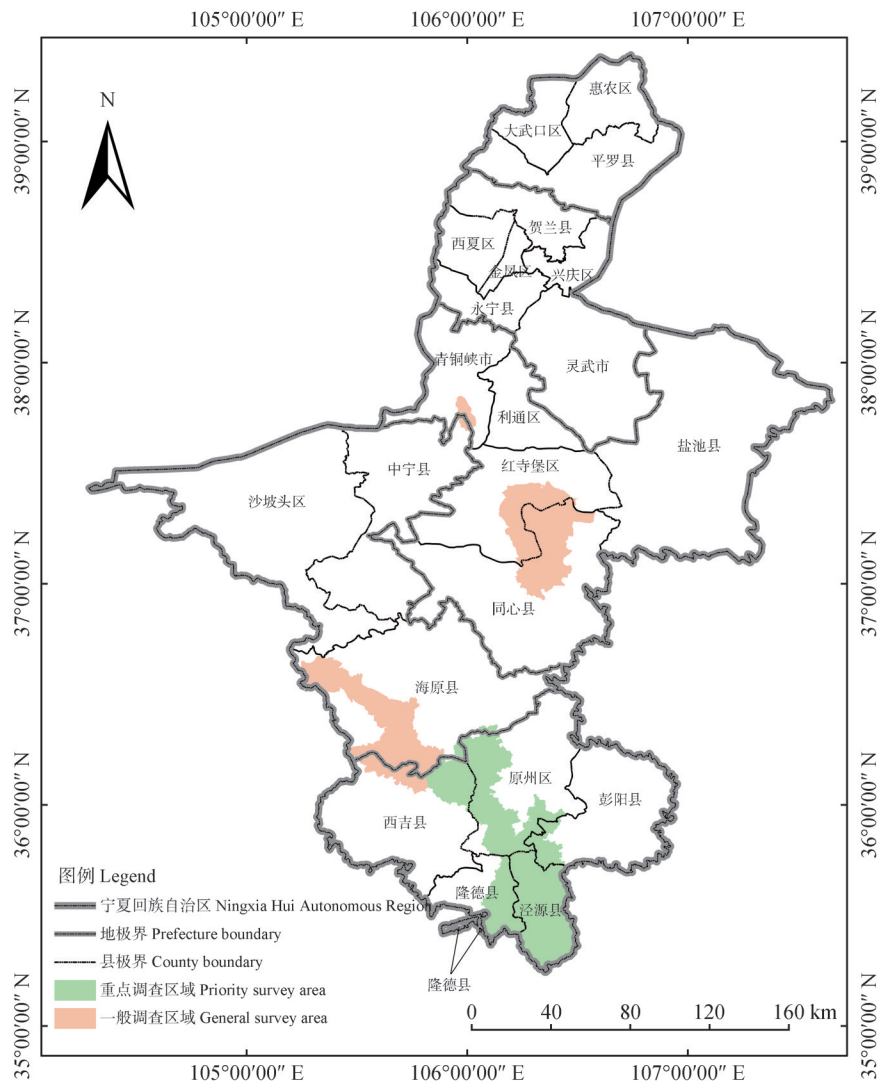 105°00′00″ E 106°00′00″ E 107°00′00″ E
N
39°00′00″ N
38°00′00″ N
37°00′00″ N
36°00′00″ N
35°00′00″ N
39°00′00″ N
38°00′00″ N
37°00′00″ N
36°00′00″ N
35°00′00″ N
惠农区
大武口区
平罗县
贺兰县
西夏区
金凤区
兴庆区
永宁县
青铜峡市
灵武市
利通区
盐池县
红寺堡区
中宁县
沙坡头区
同心县
海原县
原州区
彭阳县
西吉县
隆德县
泾源县
隆德县
图例 Legend
宁夏回族自治区 Ningxia Hui Autonomous Region
地极界 Prefecture boundary
县极界 County boundary
重点调查区域 Priority survey area
一般调查区域 General survey area
0 40 80 120 160 km
105°00′00″ E 106°00′00″ E 107°00′00″ E